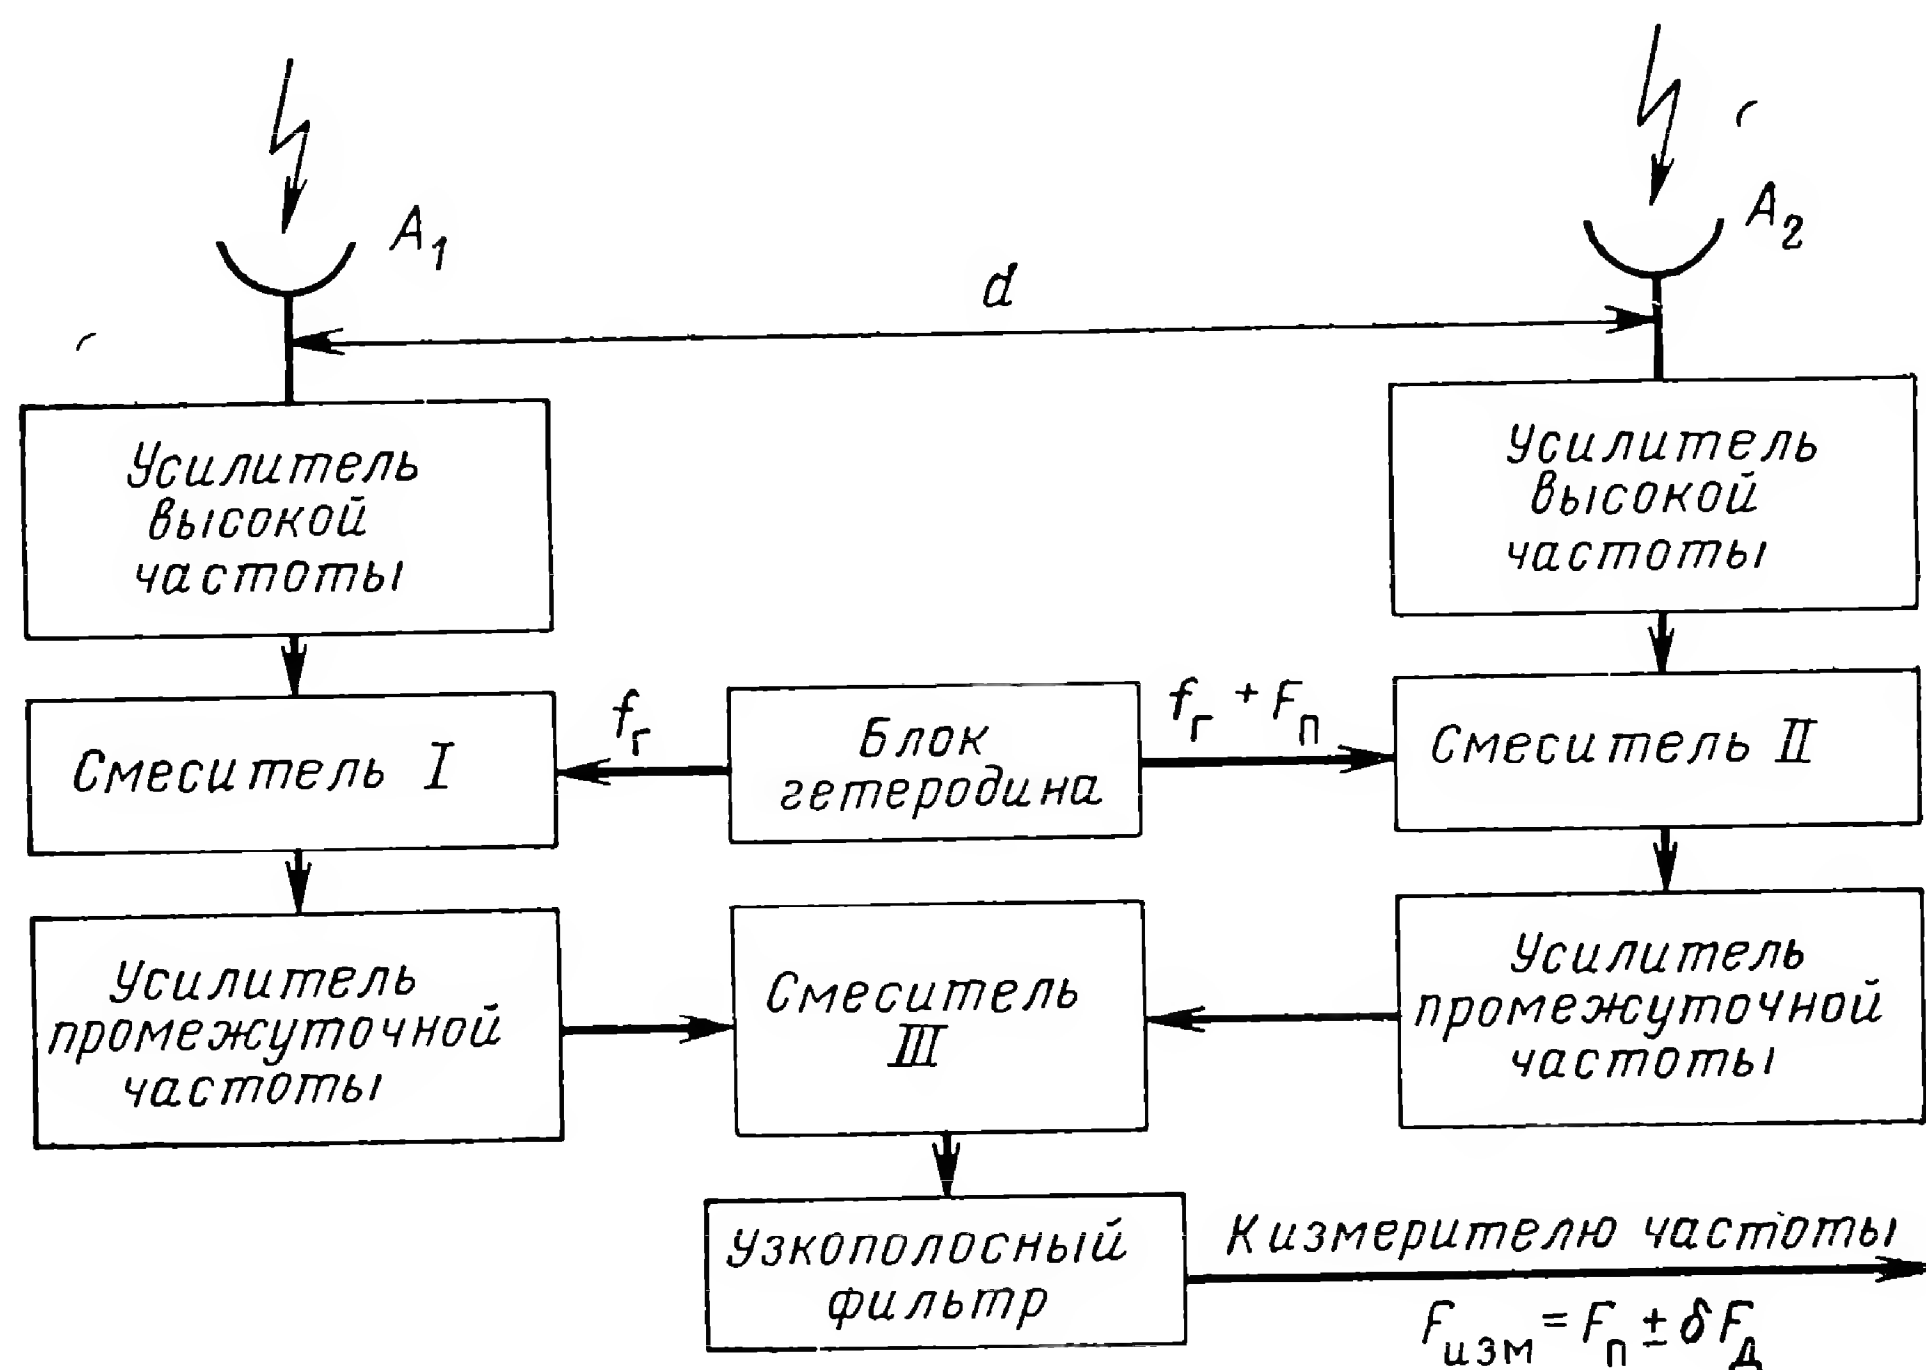 A₁
A₂
d
Усилитель
высокой
частоты
Усилитель
высокой
частоты
Смеситель I
fг
Блок
гетеродина
fг + Fп
Смеситель II
Усилитель
промежуточной
частоты
Смеситель
III
Усилитель
промежуточной
частоты
Узкополосный
фильтр
К измерителю частоты
Fизм = Fп ± δFд